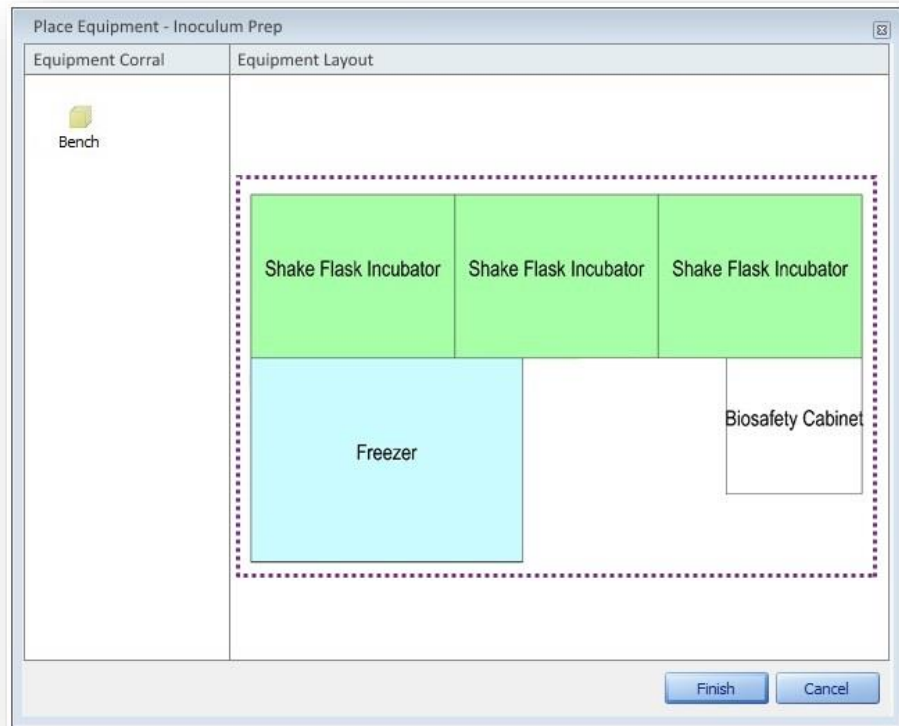 Place Equipment - Inoculum Prep
Equipment Corral
Equipment Layout
Bench
Shake Flask Incubator
Shake Flask Incubator
Shake Flask Incubator
Freezer
Biosafety Cabinet
Finish
Cancel